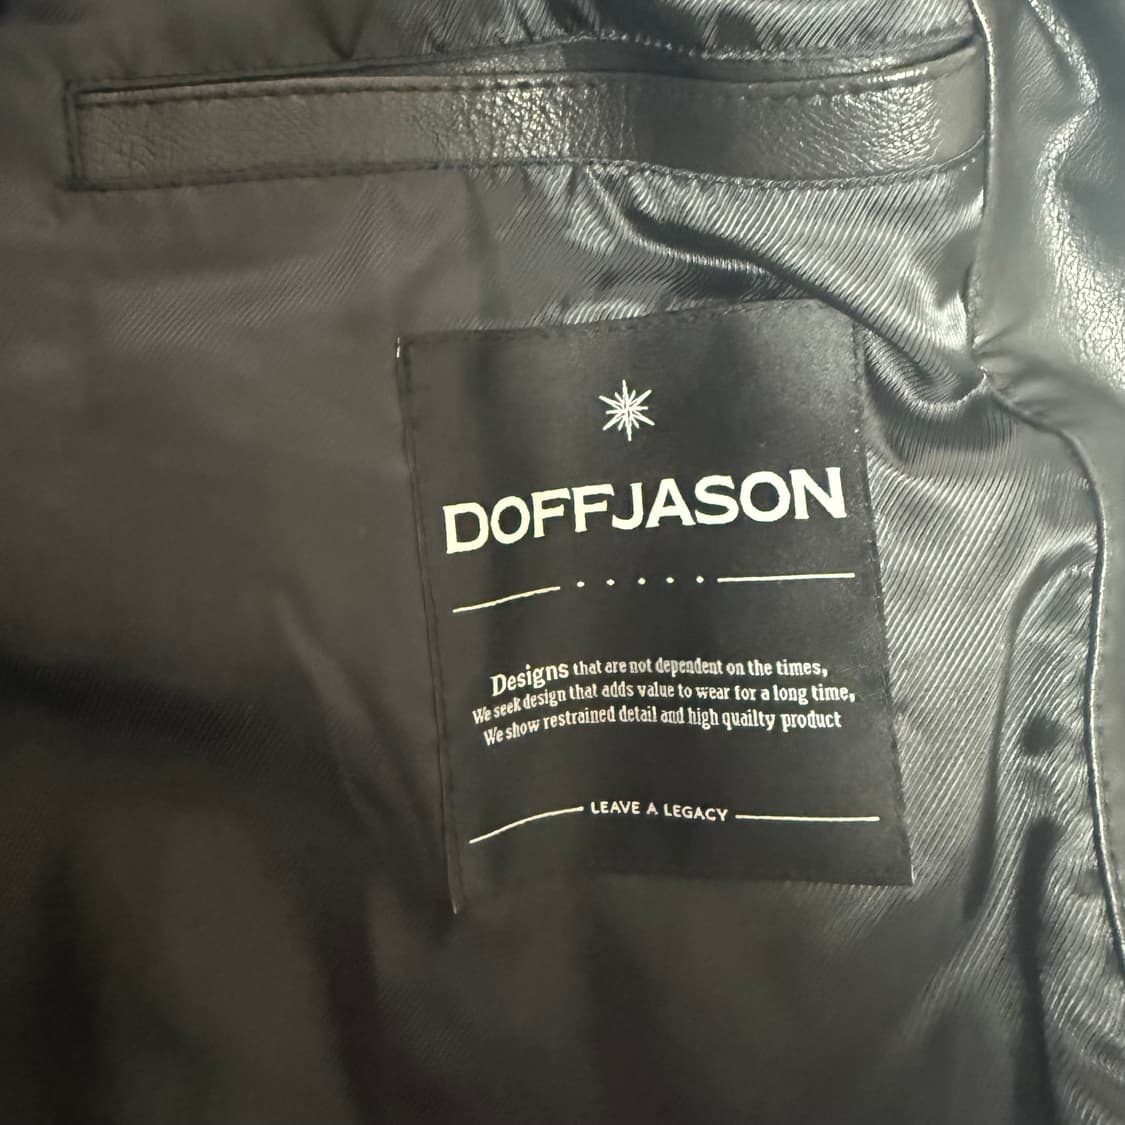 DOFFJASON
Designs that are not dependent on the times,
We seek design that adds value to wear for a long time,
We show restrained detail and high quailty product
LEAVE A LEGACY